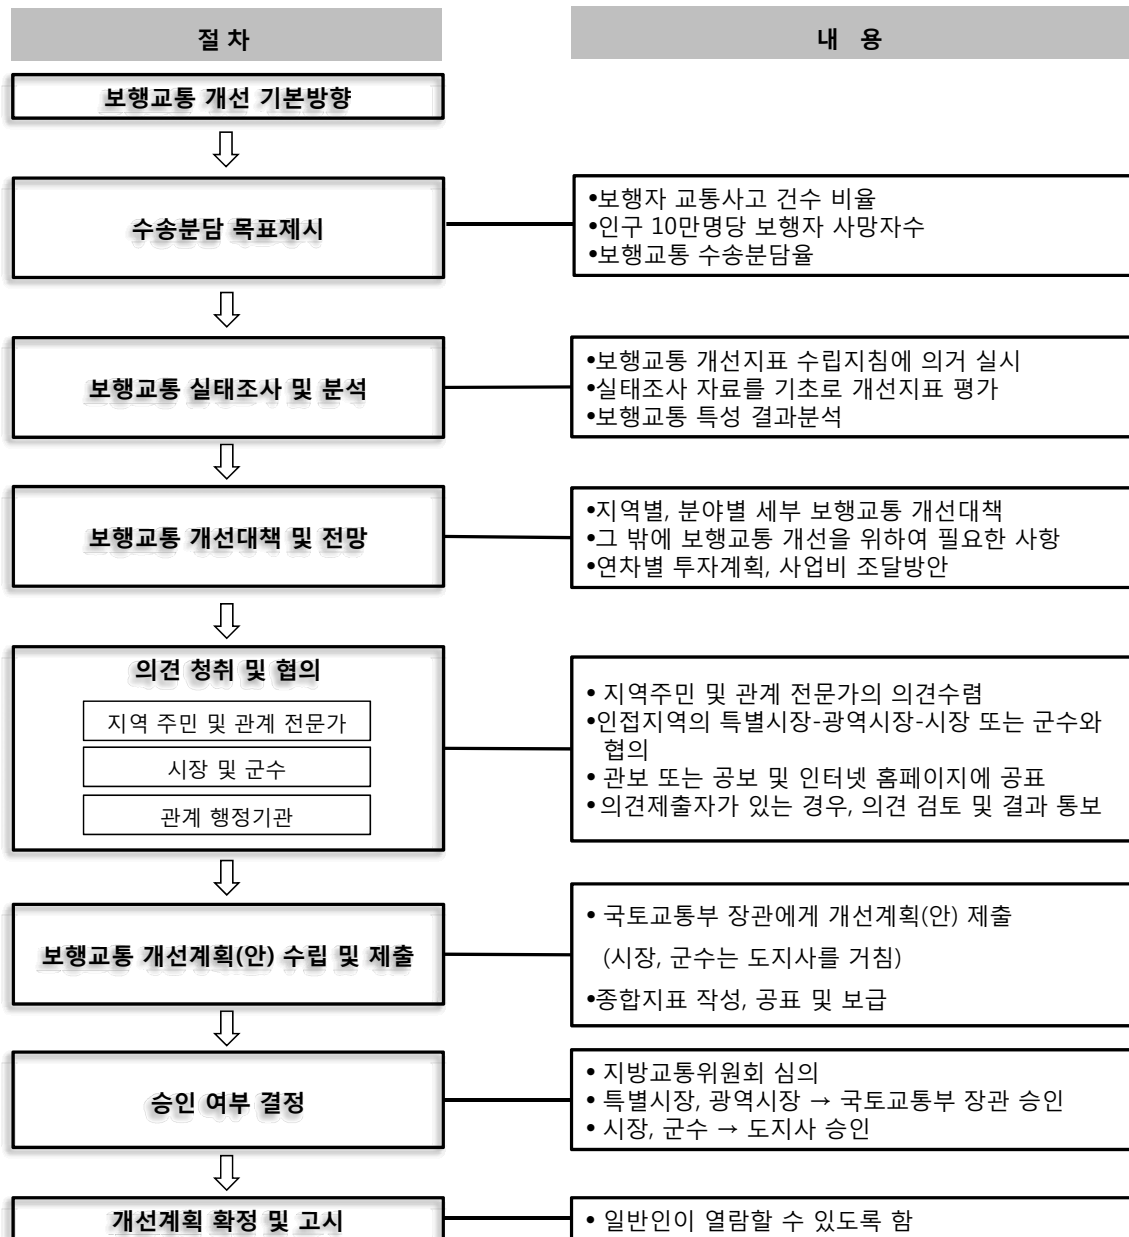 절 차
내 용
보행교통 개선 기본방향
수송분담 목표제시
•보행자 교통사고 건수 비율
•인구 10만명당 보행자 사망자수
•보행교통 수송분담율
보행교통 실태조사 및 분석
•보행교통 개선지표 수립지침에 의거 실시
•실태조사 자료를 기초로 개선지표 평가
•보행교통 특성 결과분석
보행교통 개선대책 및 전망
•지역별, 분야별 세부 보행교통 개선대책
•그 밖에 보행교통 개선을 위하여 필요한 사항
•연차별 투자계획, 사업비 조달방안
의견 청취 및 협의
지역 주민 및 관계 전문가
시장 및 군수
관계 행정기관
• 지역주민 및 관계 전문가의 의견수렴
•인접지역의 특별시장-광역시장-시장 또는 군수와
협의
• 관보 또는 공보 및 인터넷 홈페이지에 공표
• 의견제출자가 있는 경우, 의견 검토 및 결과 통보
보행교통 개선계획(안) 수립 및 제출
• 국토교통부 장관에게 개선계획(안) 제출
(시장, 군수는 도지사를 거침)
•종합지표 작성, 공표 및 보급
승인 여부 결정
• 지방교통위원회 심의
• 특별시장, 광역시장 → 국토교통부 장관 승인
• 시장, 군수 → 도지사 승인
개선계획 확정 및 고시
• 일반인이 열람할 수 있도록 함